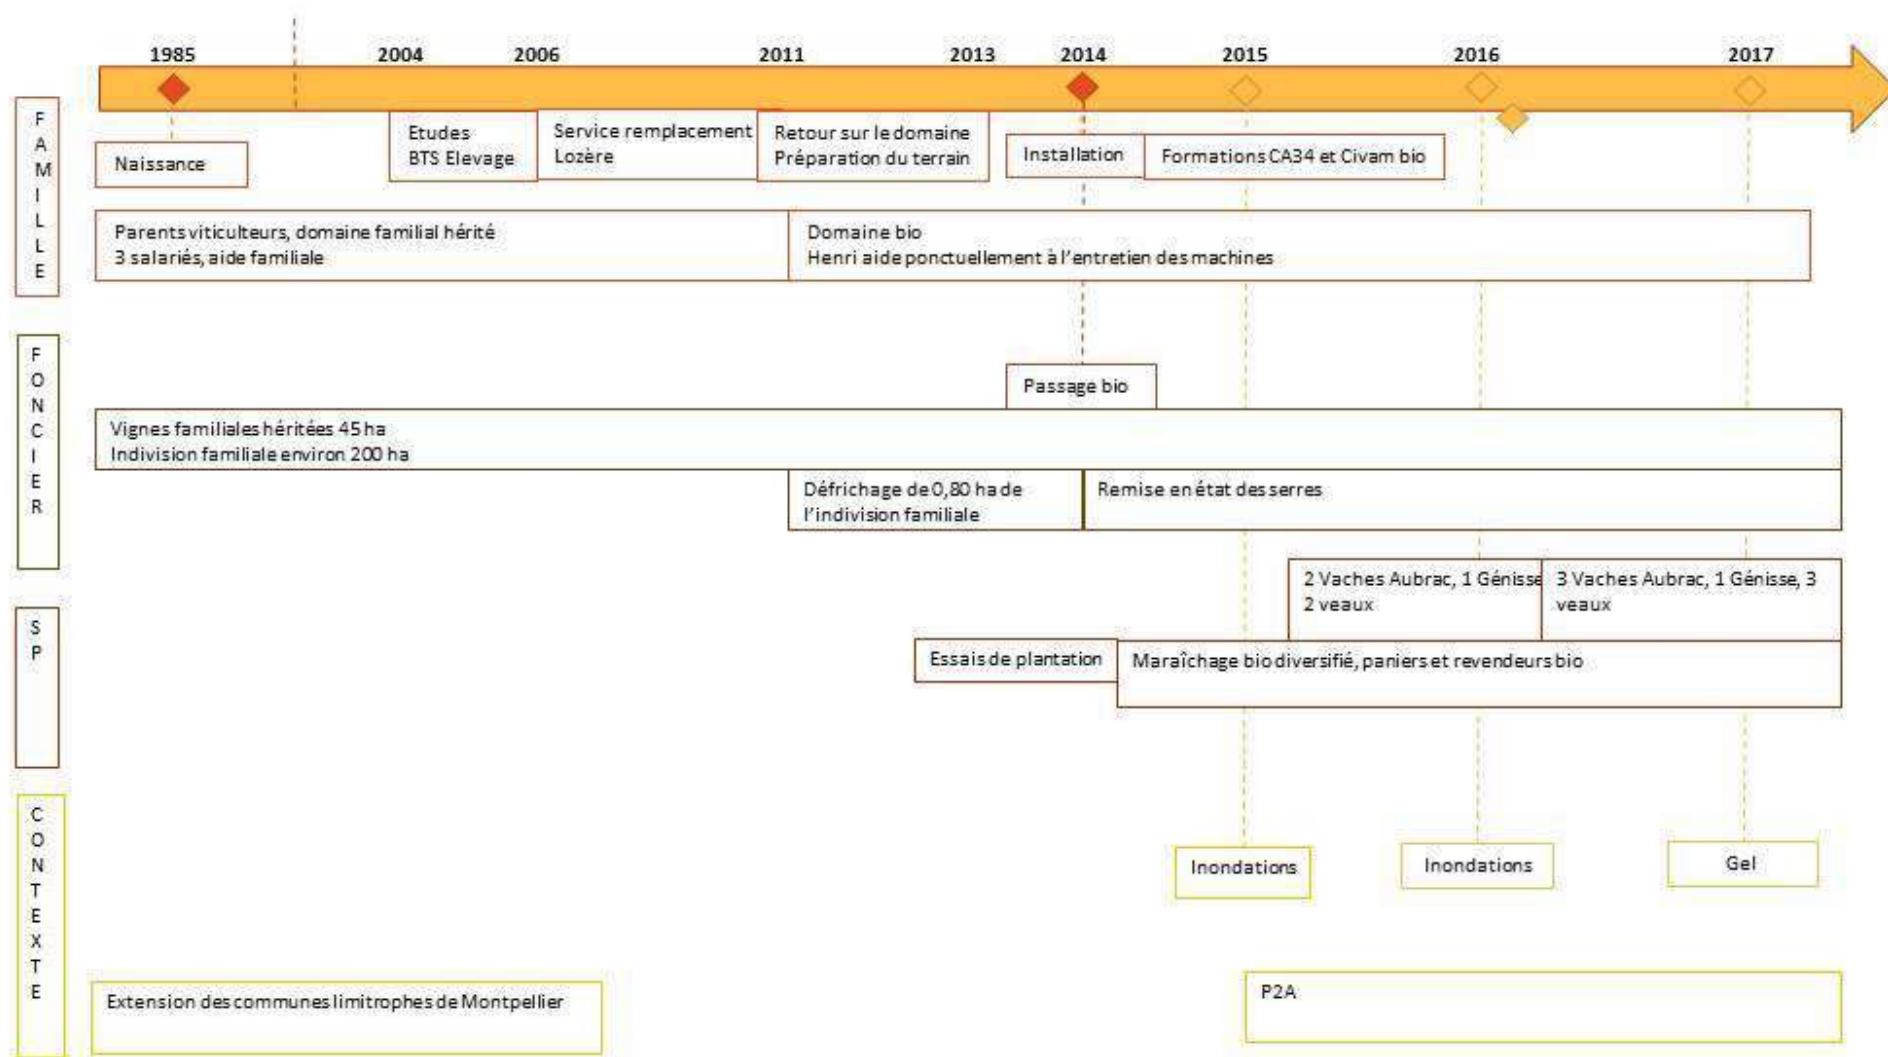 1985 2004 2006 2011 2013 2014 2015 2016 2017
FAMILLE
Naissance
Etudes
BTS Elevage
Service remplacement
Lozère
Retour sur le domaine
Préparation du terrain
Installation
Formations CA34 et Civam bio
Parents viticulteurs, domaine familial hérité
3 salariés, aide familiale
Domaine bio
Henri aide ponctuellement à l'entretien des machines
FONCIER
Passage bio
Vignes familiales héritées 45 ha
Indivision familiale environ 200 ha
Défrichage de 0,80 ha de
l'indivision familiale
Remise en état des serres
SP
2 Vaches Aubrac, 1 Génisse
2 veaux
3 Vaches Aubrac, 1 Génisse, 3
veaux
Essais de plantation
Maraîchage bio diversifié, paniers et revendeurs bio
CONTEXTE
Inondations
Inondations
Gel
Extension des communes limitrophes de Montpellier
P2A